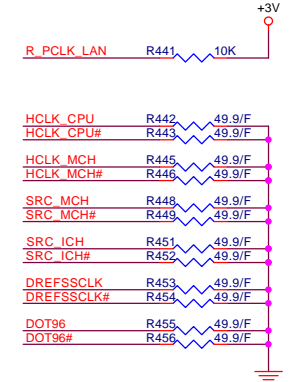 +3V
R_PCLK_LAN R441 10K
HCLK_CPU R442 49.9/F
HCLK_CPU# R443 49.9/F
HCLK_MCH R445 49.9/F
HCLK_MCH# R446 49.9/F
SRC_MCH R448 49.9/F
SRC_MCH# R449 49.9/F
SRC_ICH R451 49.9/F
SRC_ICH# R452 49.9/F
DREFSSCLK R453 49.9/F
DREFSSCLK# R454 49.9/F
DOT96 R455 49.9/F
DOT96# R456 49.9/F